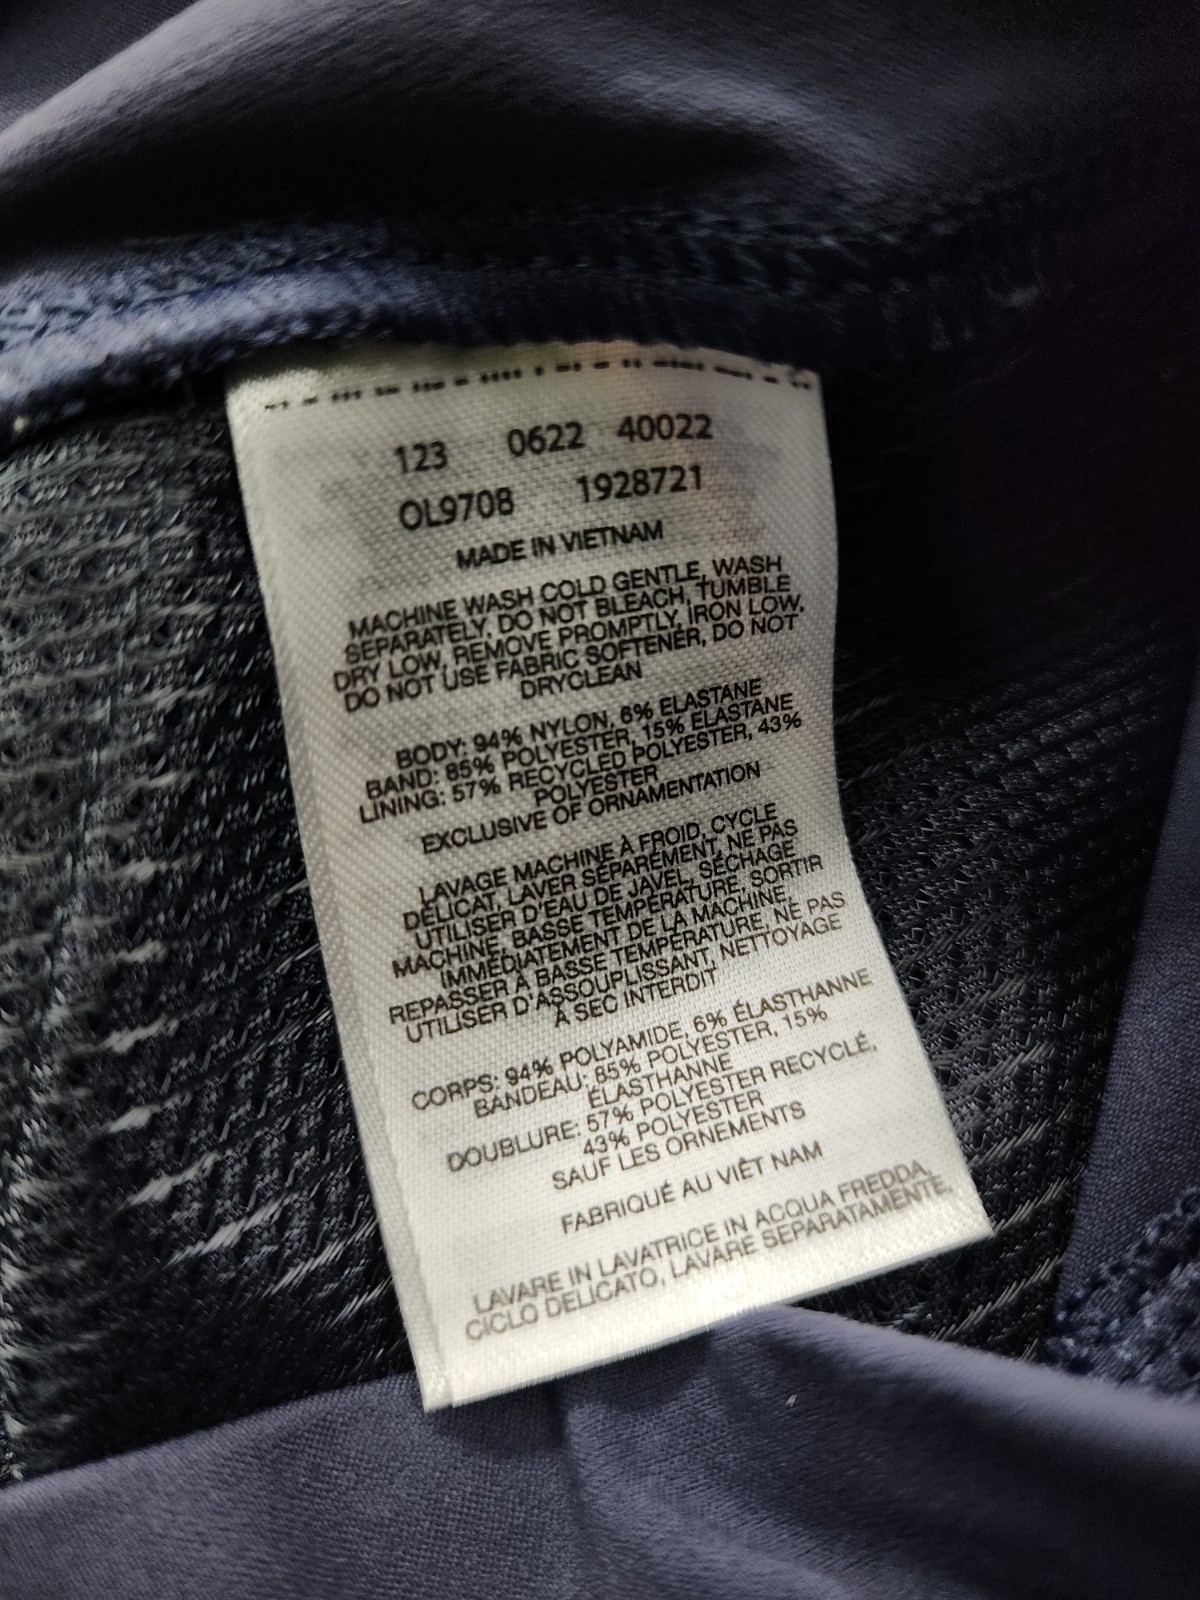 123 0622 40022
OL970B 1928721
MADE IN VIETNAM
MACHINE WASH COLD GENTLE, WASH
SEPARATELY, DO NOT BLEACH, TUMBLE
DRY LOW, REMOVE PROMPTLY, IRON LOW,
DO NOT USE FABRIC SOFTENER, DO NOT
DRYCLEAN
BODY: 94% NYLON, 6% ELASTANE
BAND: 85% POLYESTER, 15% ELASTANE
LINING: 57% RECYCLED POLYESTER, 43%
POLYESTER
EXCLUSIVE OF ORNAMENTATION
LAVAGE MACHINE À FROID, CYCLE
DÉLICAT, LAVER SÉPARÉMENT, NE PAS
UTILISER D'EAU DE JAVEL, SÉCHAGE
MACHINE, BASSE TEMPÉRATURE, SORTIR
IMMÉDIATEMENT DE LA MACHINE,
REPASSER À BASSE TEMPÉRATURE, NE PAS
UTILISER D'ASSOUPLISSANT, NETTOYAGE
À SEC INTERDIT
CORPS: 94% POLYAMIDE, 6% ÉLASTHANNE
BANDEAU: 85% POLYESTER, 15%
ÉLASTHANNE
DOUBLURE: 57% POLYESTER RECYCLÉ,
43% POLYESTER
SAUF LES ORNEMENTS
FABRIQUÉ AU VIÊT NAM
LAVARE IN LAVATRICE IN ACQUA FREDDA,
CICLO DELICATO, LAVARE SEPARATAMENTE,